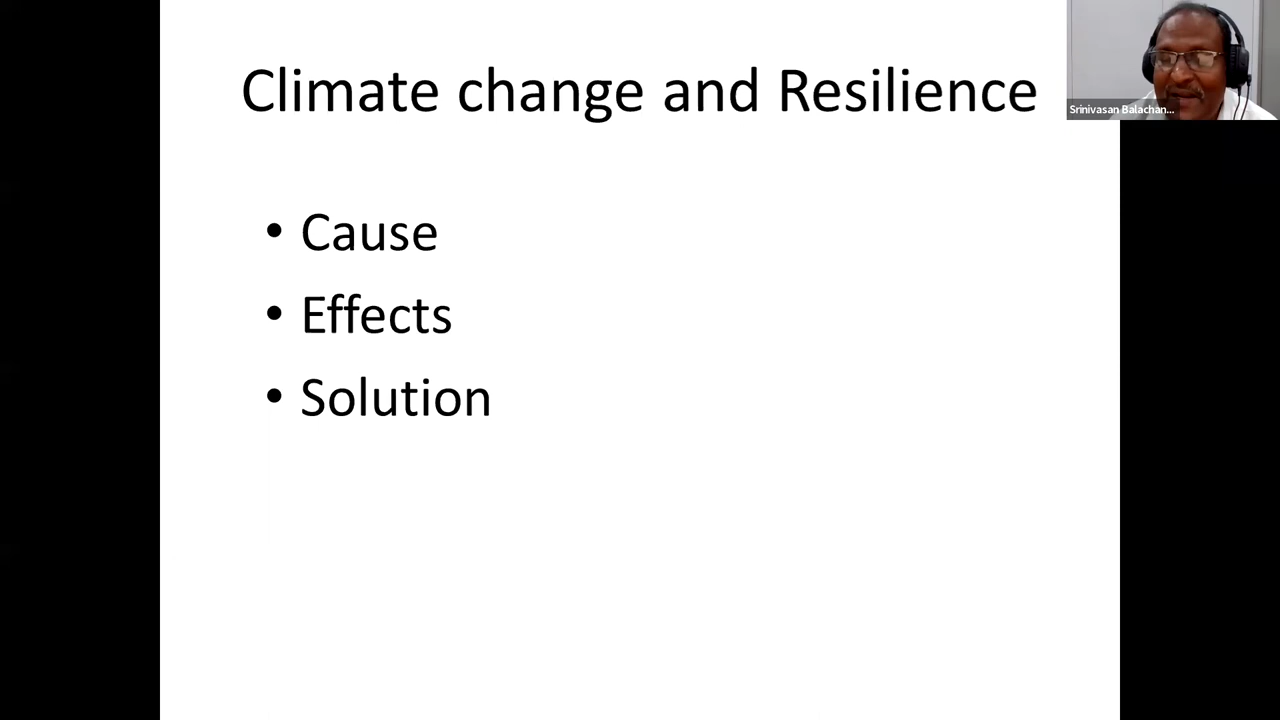 Climate change and Resilience
Srinivasan Balachan...
• Cause
• Effects
• Solution